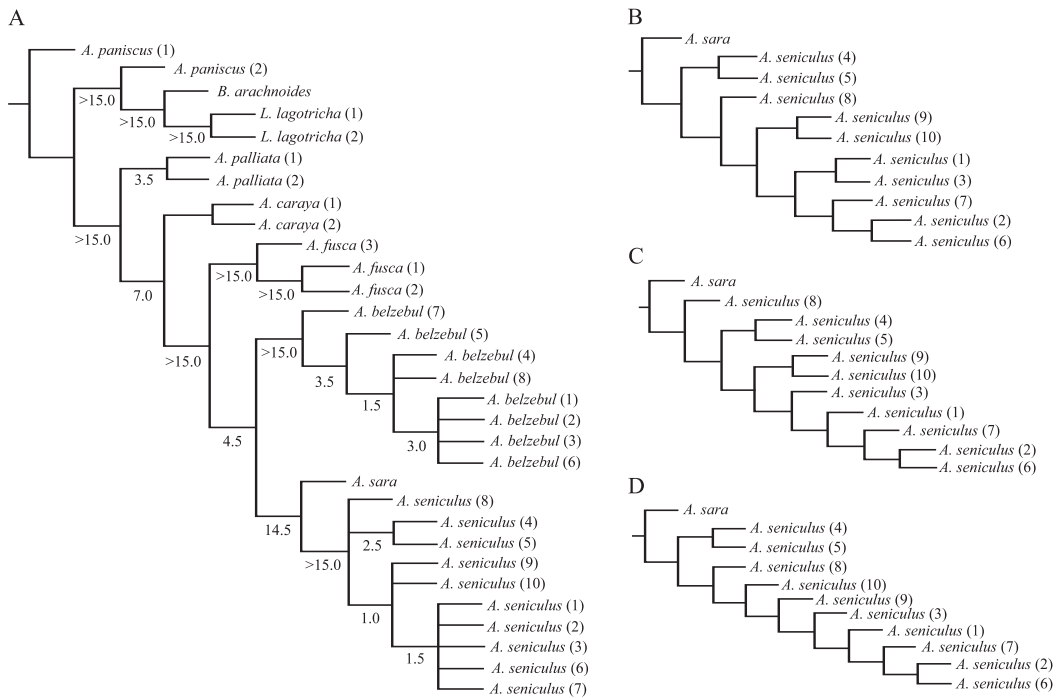 A
A. paniscus (1)
A. paniscus (2)
>15.0
B. arachnoides
>15.0
L. lagotricha (1)
>15.0
L. lagotricha (2)
A. palliata (1)
3.5
A. palliata (2)
A. caraya (1)
A. caraya (2)
>15.0
A. fusca (3)
>15.0
A. fusca (1)
7.0
>15.0
A. fusca (2)
A. belzebul (7)
A. belzebul (5)
>15.0
>15.0
A. belzebul (4)
3.5
A. belzebul (8)
A. belzebul (1)
1.5
A. belzebul (2)
4.5
A. belzebul (3)
3.0
A. belzebul (6)
A. sara
A. seniculus (8)
A. seniculus (4)
14.5
2.5
A. seniculus (5)
>15.0
A. seniculus (9)
A. seniculus (10)
A. seniculus (1)
1.0
A. seniculus (2)
A. seniculus (3)
1.5
A. seniculus (6)
A. seniculus (7)
B
A. sara
A. seniculus (4)
A. seniculus (5)
A. seniculus (8)
A. seniculus (9)
A. seniculus (10)
A. seniculus (1)
A. seniculus (3)
A. seniculus (7)
A. seniculus (2)
A. seniculus (6)
C
A. sara
A. seniculus (8)
A. seniculus (4)
A. seniculus (5)
A. seniculus (9)
A. seniculus (10)
A. seniculus (3)
A. seniculus (1)
A. seniculus (7)
A. seniculus (2)
A. seniculus (6)
D
A. sara
A. seniculus (4)
A. seniculus (5)
A. seniculus (8)
A. seniculus (10)
A. seniculus (9)
A. seniculus (3)
A. seniculus (1)
A. seniculus (7)
A. seniculus (2)
A. seniculus (6)